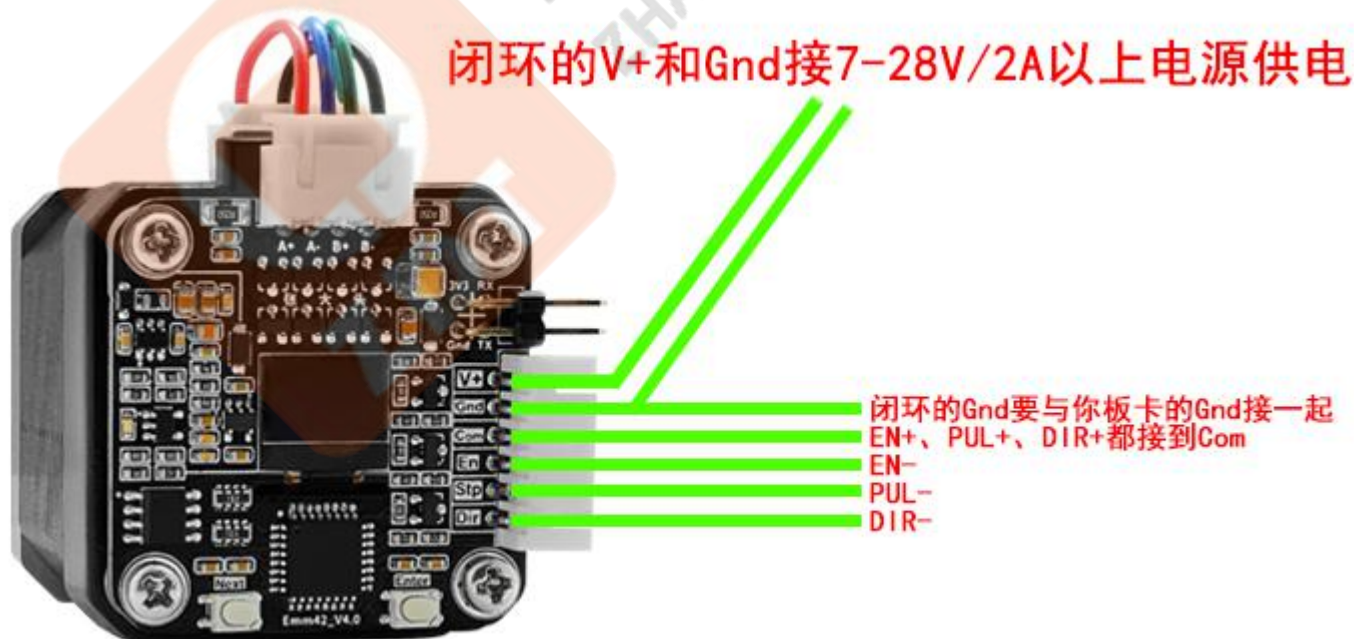 ZHA
闭环的V+和Gnd接7-28V/2A以上电源供电
A+ A- B+ B-
3V3 RX
Gnd TX
V+
Gnd
Com
En
Stp
Dir
闭环的Gnd要与你板卡的Gnd接一起
EN+、PUL+、DIR+都接到Com
EN-
PUL-
DIR-
Next
Enter
Emm42_V4.0